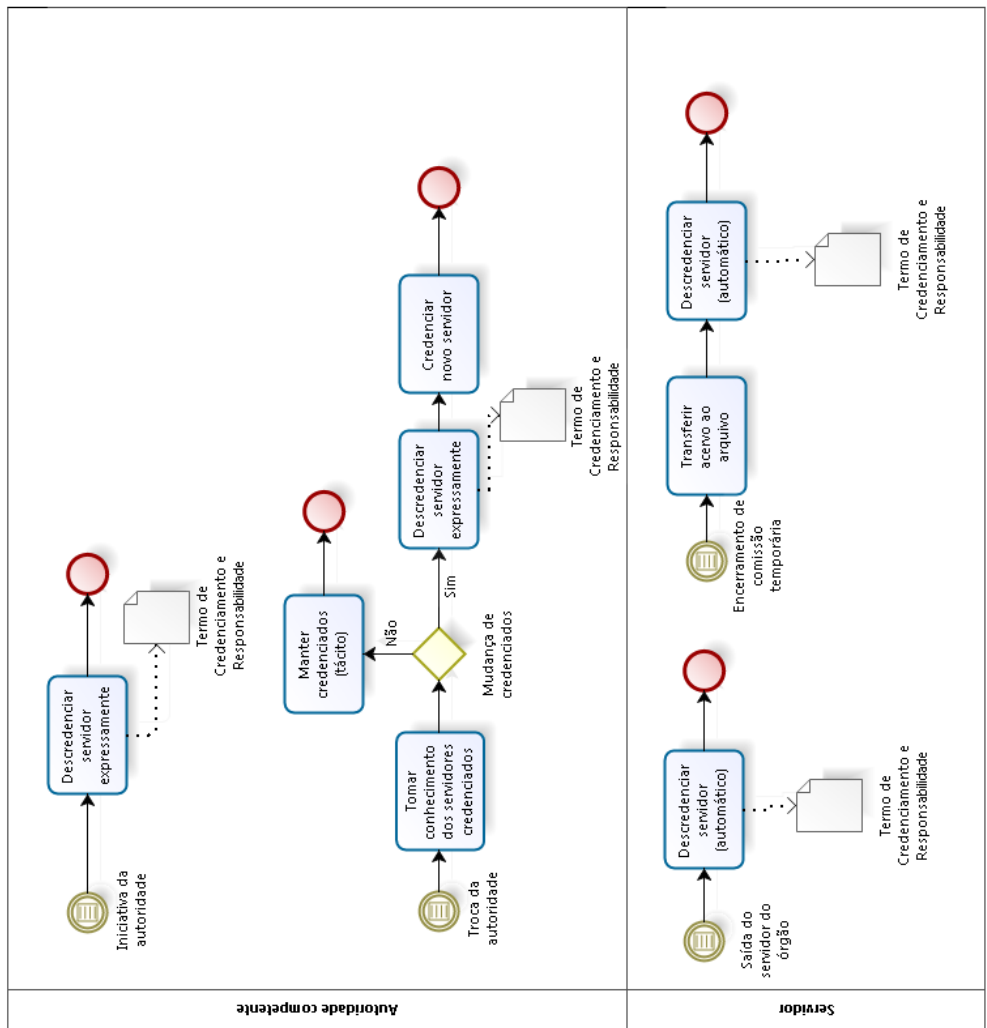 Autoridade competente
Iniciativa da
autoridade
Descredenciar
servidor
expressamente
Termo de
Credenciamento e
Responsabilidade
Troca da
autoridade
Tomar
conhecimento
dos servidores
credenciados
Mudança de
credenciados
Não
Manter
credenciados
(tácito)
Sim
Descredenciar
servidor
expressamente
Termo de
Credenciamento e
Responsabilidade
Credenciar
novo servidor
Servidor
Saída do
servidor do
órgão
Descredenciar
servidor
(automático)
Termo de
Credenciamento e
Responsabilidade
Encerramento de
comissão
temporária
Transferir
acervo ao
arquivo
Descredenciar
servidor
(automático)
Termo de
Credenciamento e
Responsabilidade